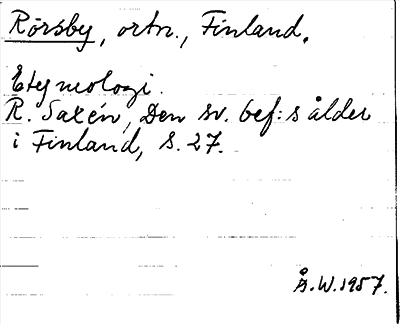 Rörsby, ortn., Finland.
Etymologi.
R. Saxén, Den sv. bef:s ålder
i Finland, s. 27.
Å.W. 1957.